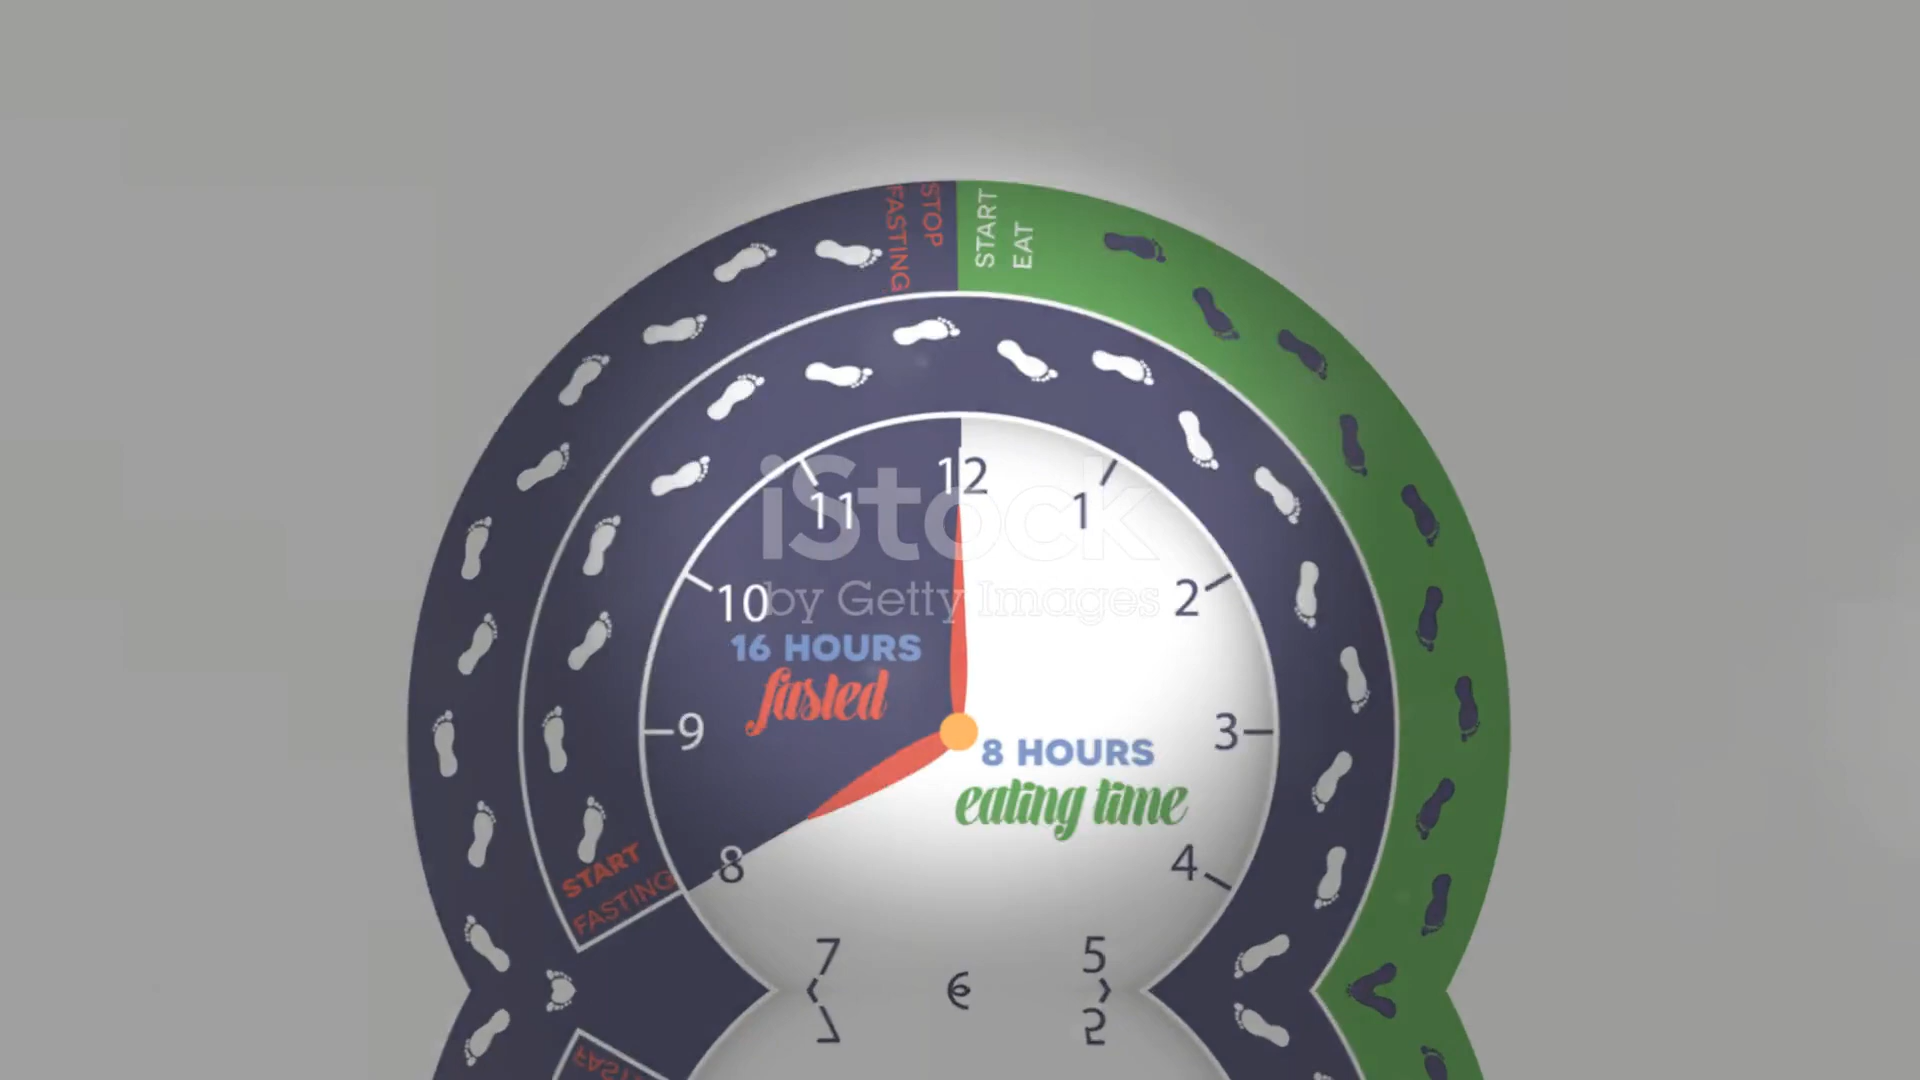 STOP
FASTING
START
EAT
12
11
1
iStock
10
by Getty Images
2
16 HOURS
fasted
9
3
8 HOURS
eating time
START
FASTING
8
4
7
5